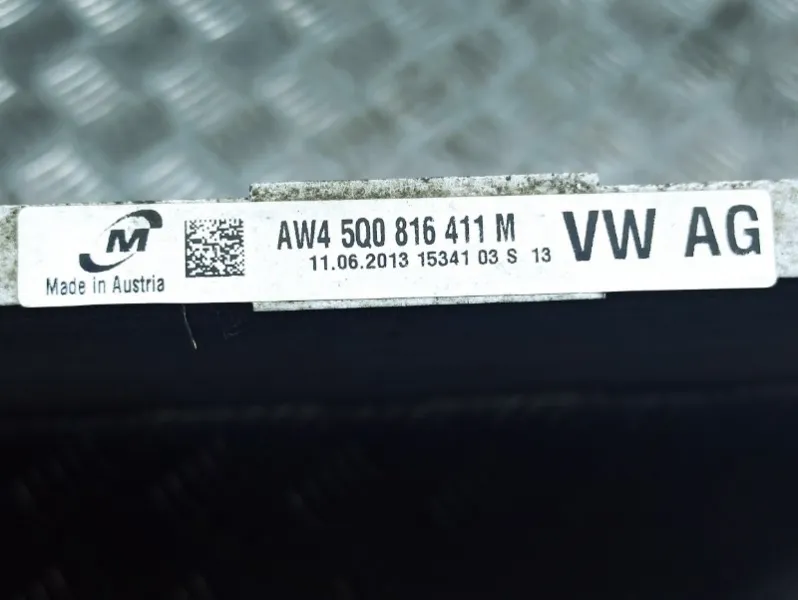 M
Made in Austria
AW4 5Q0 816 411 M
11.06.2013 15341 03 S 13
VW AG